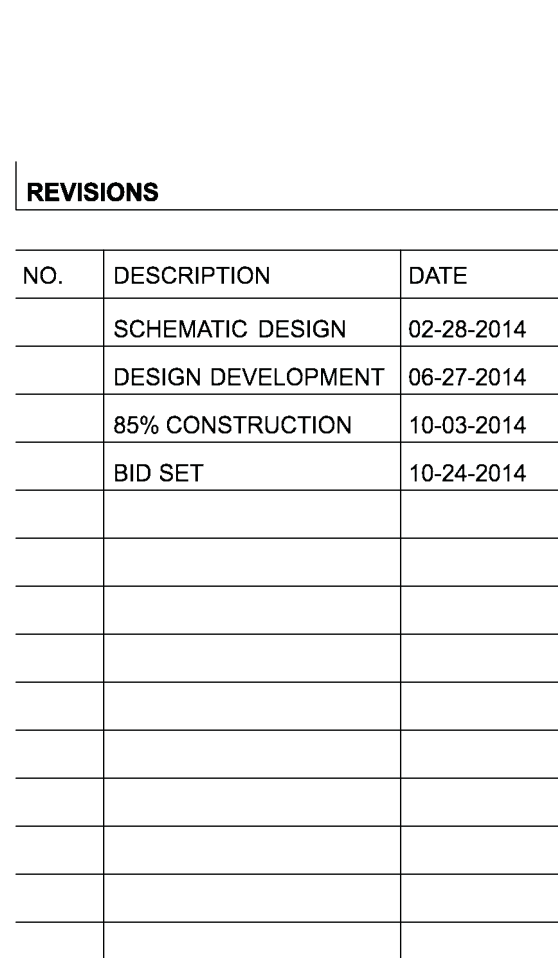 REVISIONS
NO. DESCRIPTION DATE
SCHEMATIC DESIGN 02-28-2014
DESIGN DEVELOPMENT 06-27-2014
85% CONSTRUCTION 10-03-2014
BID SET 10-24-2014